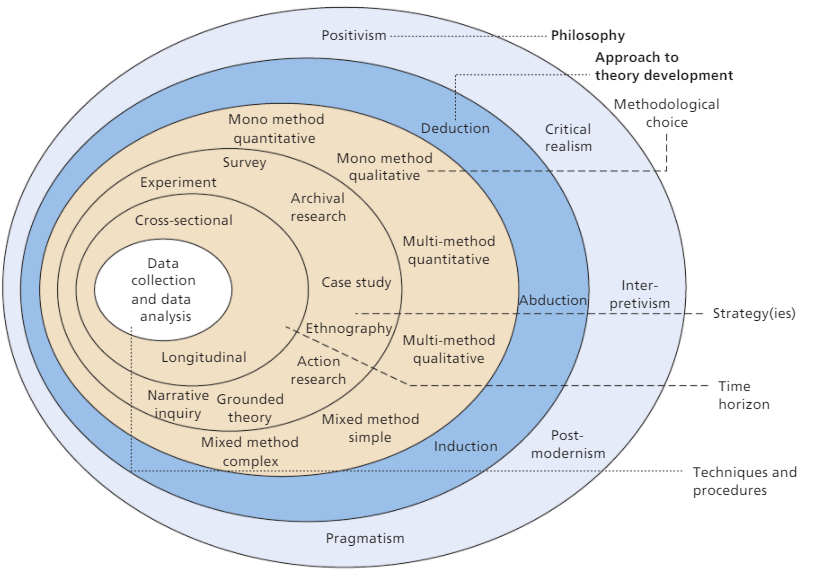 Positivism
Philosophy
Approach to
theory development
Methodological
choice
Mono method
quantitative
Deduction
Critical
realism
Survey
Mono method
qualitative
Experiment
Archival
research
Cross-sectional
Multi-method
quantitative
Data
collection
and data
analysis
Case study
Inter-
pretivism
Abduction
Strategy(ies)
Ethnography
Multi-method
qualitative
Longitudinal
Action
research
Time
horizon
Narrative
inquiry
Grounded
theory
Mixed method
simple
Mixed method
complex
Induction
Post-
modernism
Techniques and
procedures
Pragmatism